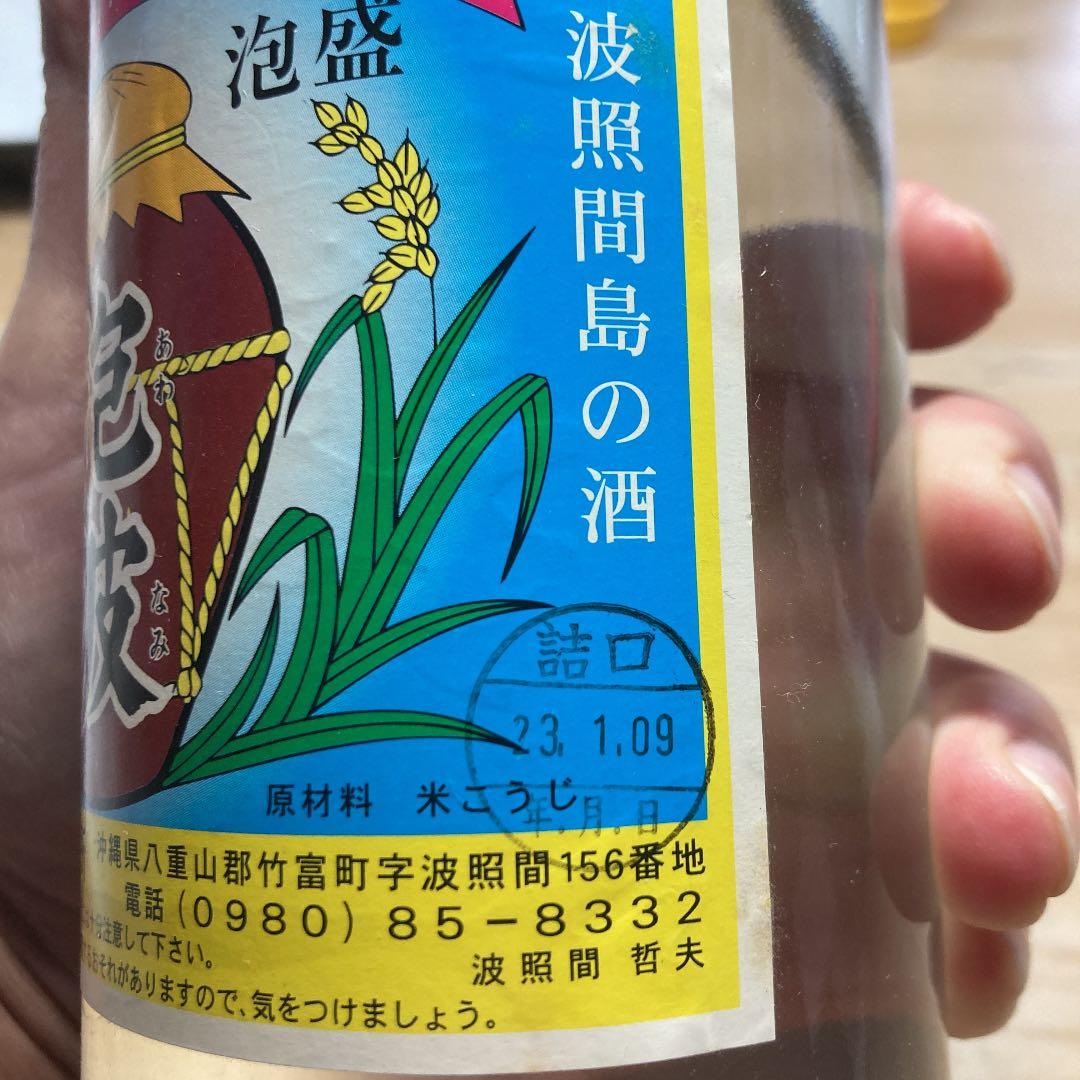 泡盛
波照間島の酒
泡波
あわ
なみ
詰口
23. 1.09
年.月.日
原材料 米こうじ
沖縄県八重山郡竹富町字波照間156番地
電話(0980)85-8332
波照間 哲夫
十分注意して下さい。
おそれがありますので、気をつけましょう。